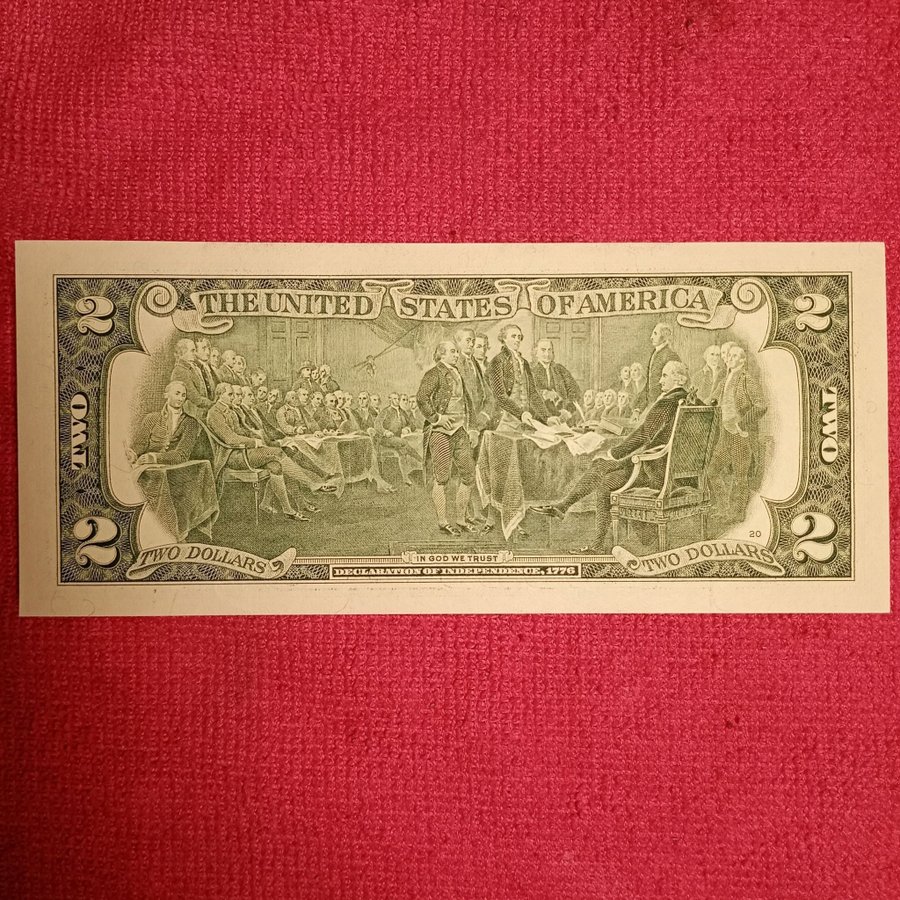 2 THE UNITED STATES OF AMERICA 2
TWO TWO
20
2 TWO DOLLARS IN GOD WE TRUST TWO DOLLARS 2
DECLARATION OF INDEPENDENCE, 1776